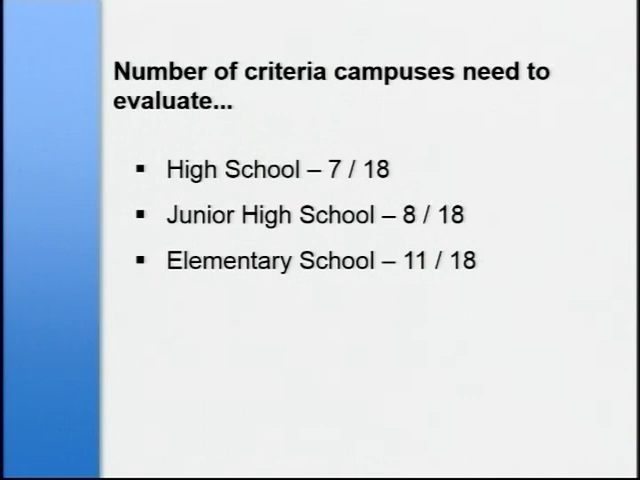 Number of criteria campuses need to
evaluate...
▪ High School – 7 / 18
▪ Junior High School – 8 / 18
▪ Elementary School – 11 / 18